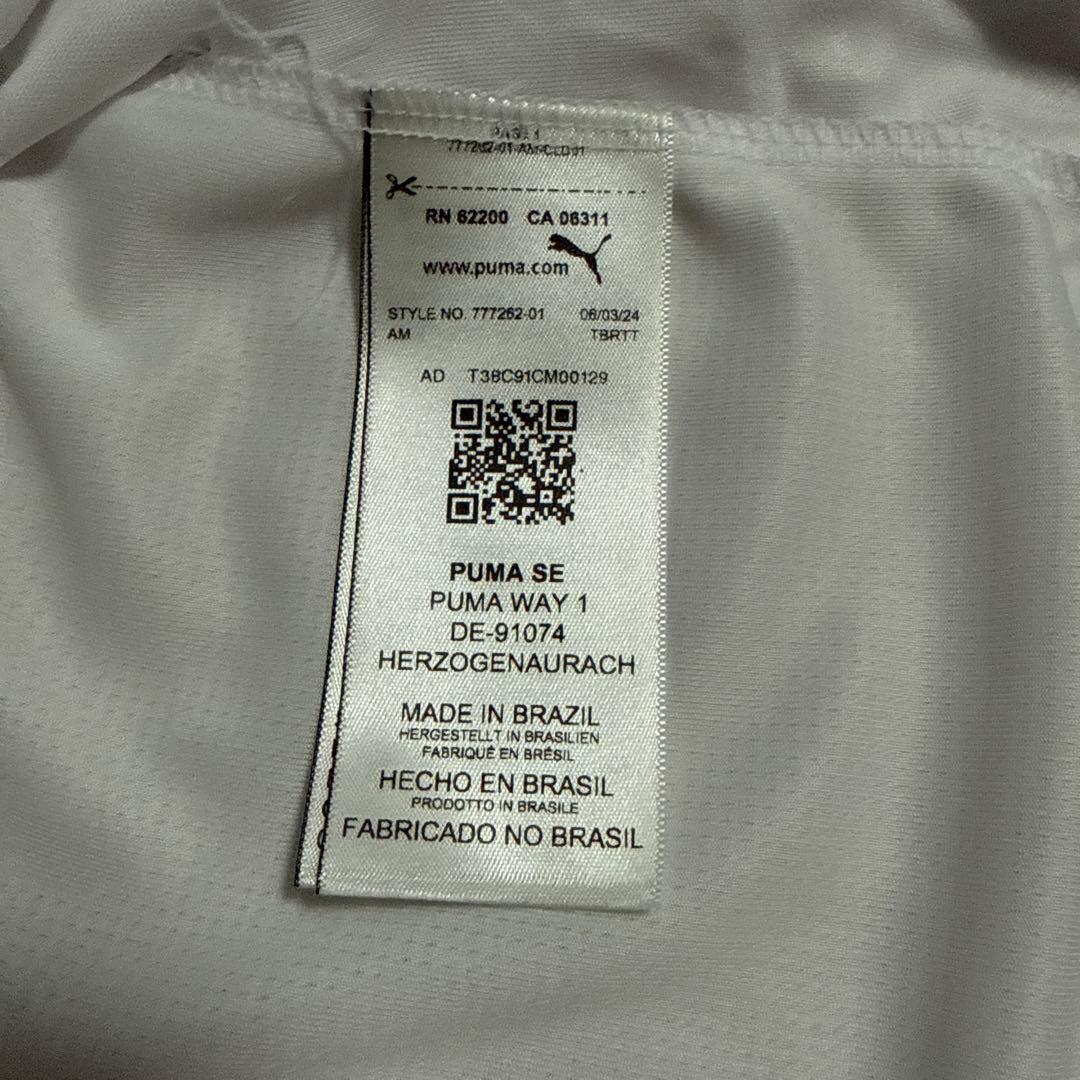 RN 62200 CA 06311
www.puma.com
STYLE NO. 777262-01 06/03/24
AM TBRTT
AD T38C91CM00129
PUMA SE
PUMA WAY 1
DE-91074
HERZOGENAURACH
MADE IN BRAZIL
HERGESTELLT IN BRASILIEN
FABRIQUÉ EN BRÉSIL
HECHO EN BRASIL
PRODOTTO IN BRASILE
FABRICADO NO BRASIL